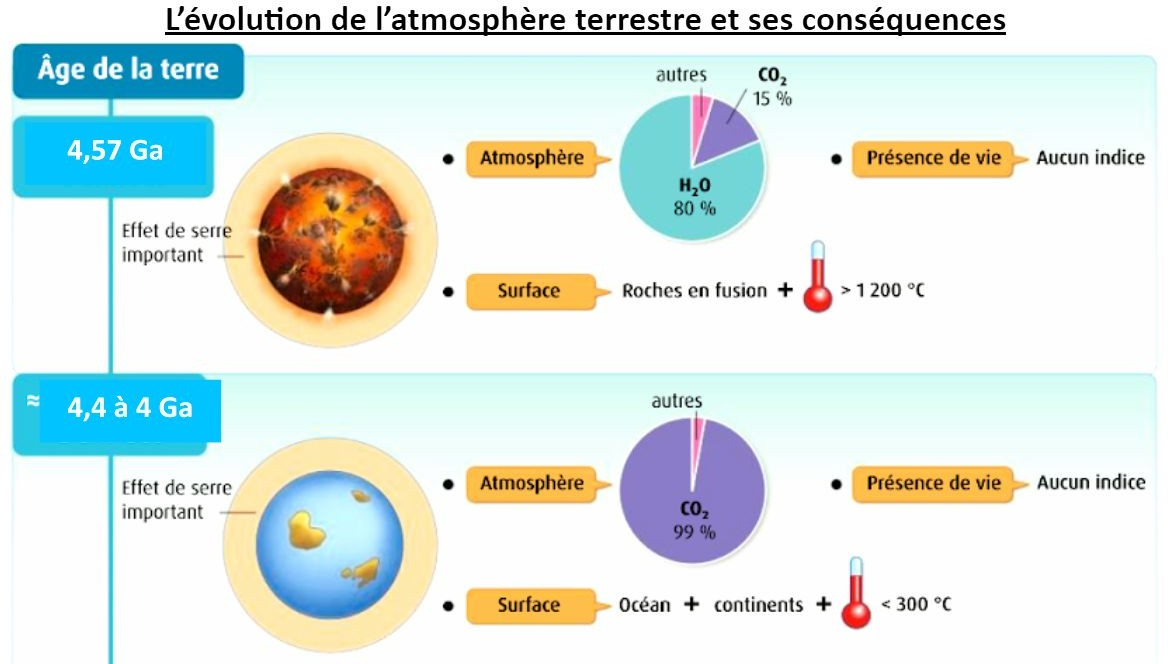 L’évolution de l’atmosphère terrestre et ses conséquences
Âge de la terre
4,57 Ga
Effet de serre
important
• Atmosphère
autres
CO₂
15 %
H₂O
80 %
• Présence de vie Aucun indice
• Surface Roches en fusion + > 1 200 °C
≈ 4,4 à 4 Ga
Effet de serre
important
• Atmosphère
autres
CO₂
99 %
• Présence de vie Aucun indice
• Surface Océan + continents + < 300 °C